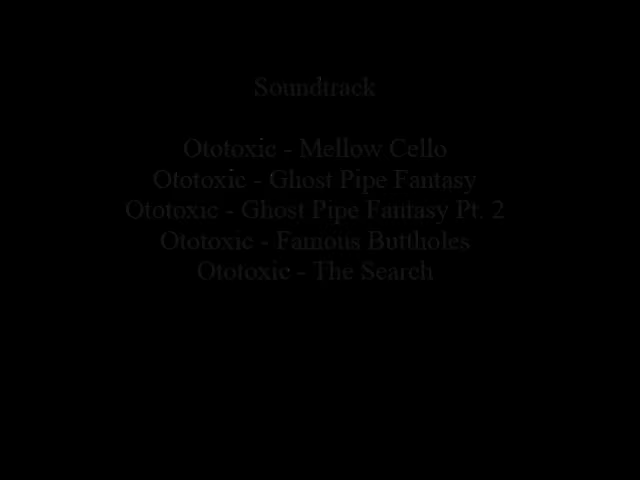 Soundtrack
Ototoxic - Mellow Cello
Ototoxic - Ghost Pipe Fantasy
Ototoxic - Ghost Pipe Fantasy Pt. 2
Ototoxic - Famous Buttholes
Ototoxic - The Search